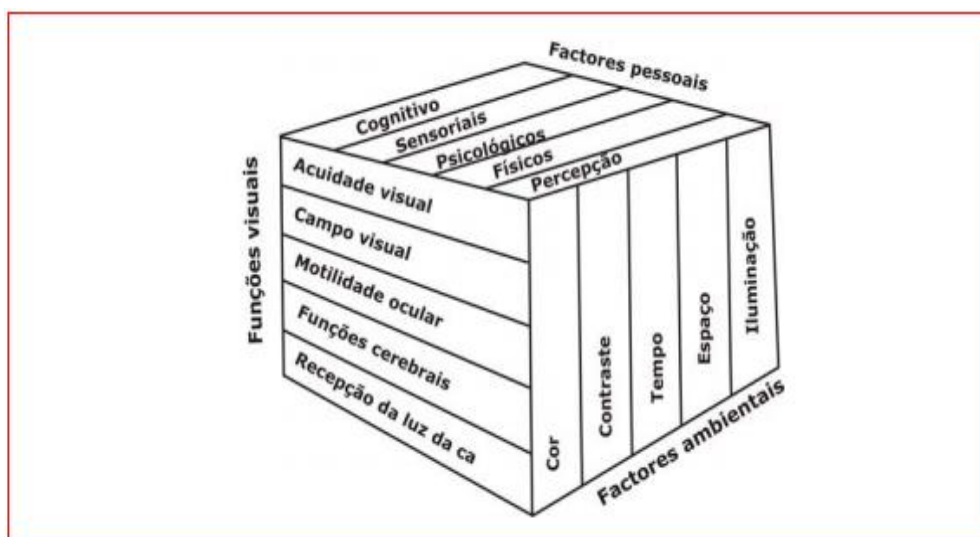 Factores pessoais
Cognitivo
Sensoriais
Psicológicos
Físicos
Percepção
Funções visuais
Acuidade visual
Campo visual
Motilidade ocular
Funções cerebrais
Recepção da luz da ca
Cor
Contraste
Tempo
Espaço
Iluminação
Factores ambientais